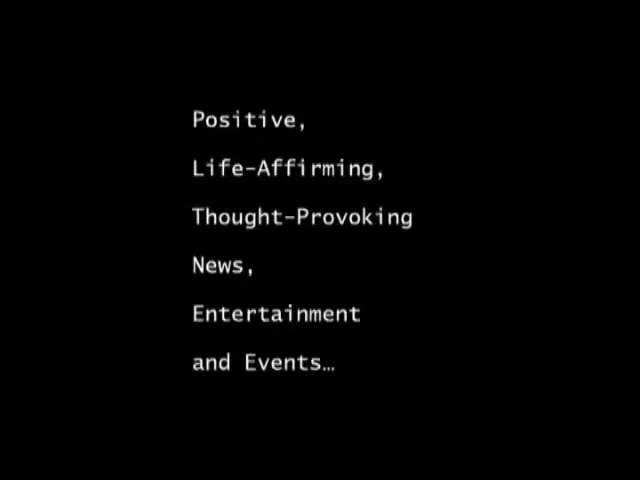 Positive,
Life-Affirming,
Thought-Provoking
News,
Entertainment
and Events…